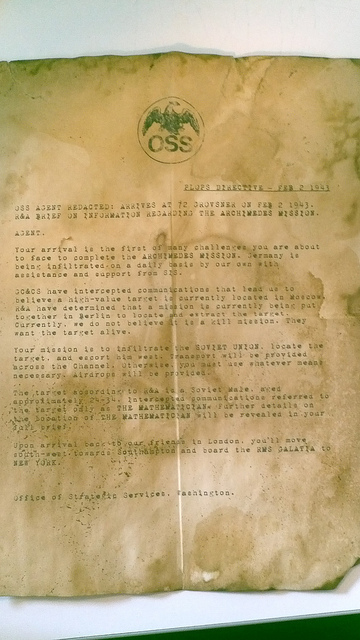 OSS
PLOPS DIRECTIVE - FEB 2 1943
OSS AGENT REDACTED: ARRIVES AT 72 GROVSNER ON FEB 2 1943.
R&A BRIEF ON INFORMATION REGARDING THE ARCHIMEDES MISSION.
AGENT.
Your arrival is the first of many challenges you are about
to face to complete the ARCHIMEDES MISSION. Germany is
being infiltrated on a daily basis by our men with
assistance and support from SIS.
have intercepted communications that lead us to
believe a high-value target is currently located in Moscow.
R&A have determined that a mission is currently being put
together in Berlin to locate and extract the target.
Currently, we do not believe it is a kill mission. They
want the target alive.
Your mission is to infiltrate the SOVIET UNION, locate the
target, and escort him west. Transport will be provided
across the Channel. Otherwise, you must use whatever means
necessary. Airdrops will be provided.
The target according to R&A is a Soviet male, aged
approximately Intercepted communications referred to
the target only as THE MATHEMATICIAN. Further details on
the location of THE MATHEMATICIAN will be revealed in your
full brief.
Upon arrival to your friends in London, you'll move
south-west towards Southampton and board the RMS GALATIA to
NEW YORK.
Office of Strategic Services, Washington.